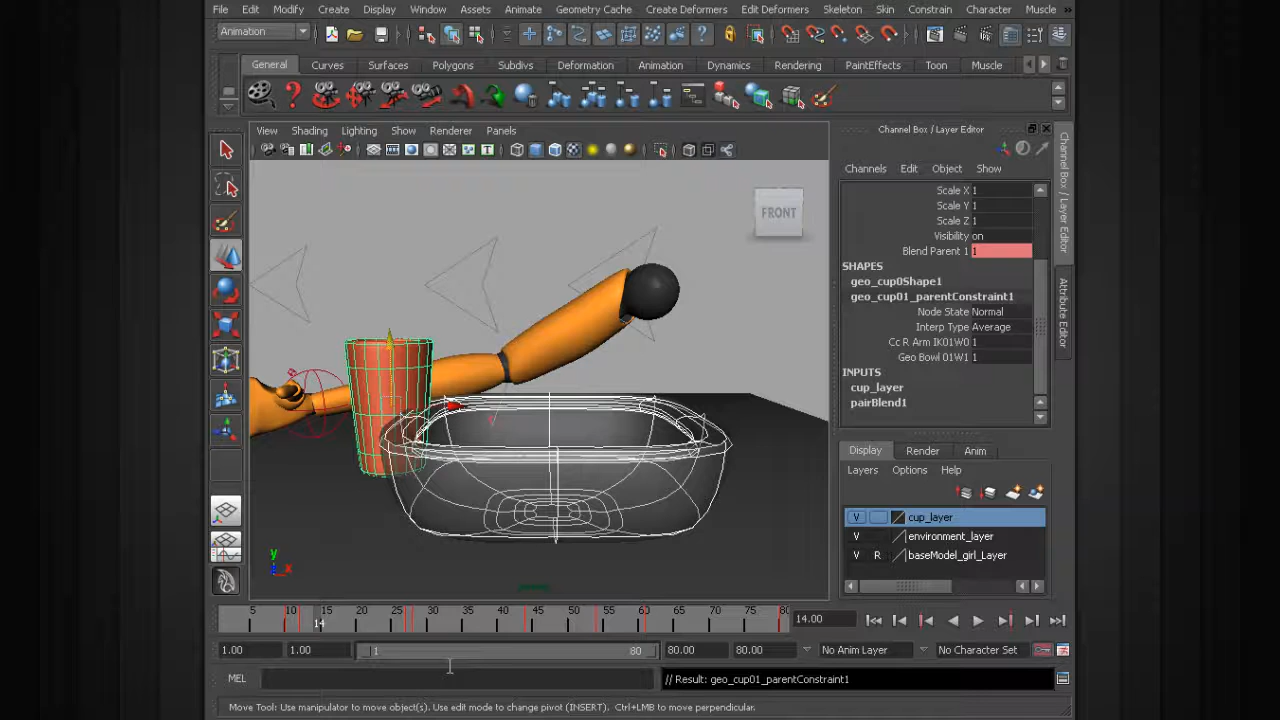 File Edit Modify Create Display Window Assets Animate Geometry Cache Create Deformers Edit Deformers Skeleton Skin Constrain Character Muscle »
Animation
General Curves Surfaces Polygons Subdivs Deformation Animation Dynamics Rendering PaintEffects Toon Muscle
View Shading Lighting Show Renderer Panels
Channel Box / Layer Editor
Channels Edit Object Show
Scale X 1
Scale Y 1
Scale Z 1
Visibility on
Blend Parent 1 1
SHAPES
geo_cup0Shape1
geo_cup01_parentConstraint1
Node State Normal
Interp Type Average
Cc R Arm IK01W0 1
Geo Bowl 01W1 1
INPUTS
cup_layer
pairBlend1
Channel Box / Layer Editor
Attribute Editor
FRONT
y
x
Display Render Anim
Layers Options Help
V cup_layer
V environment_layer
V R baseModel_girl_Layer
5 10 15 20 25 30 35 40 45 50 55 60 65 70 75 80
14
14.00
1.00 1.00 1 80 80.00 80.00 No Anim Layer No Character Set
MEL // Result: geo_cup01_parentConstraint1
Move Tool: Use manipulator to move object(s). Use edit mode to change pivot (INSERT). Ctrl+LMB to move perpendicular.